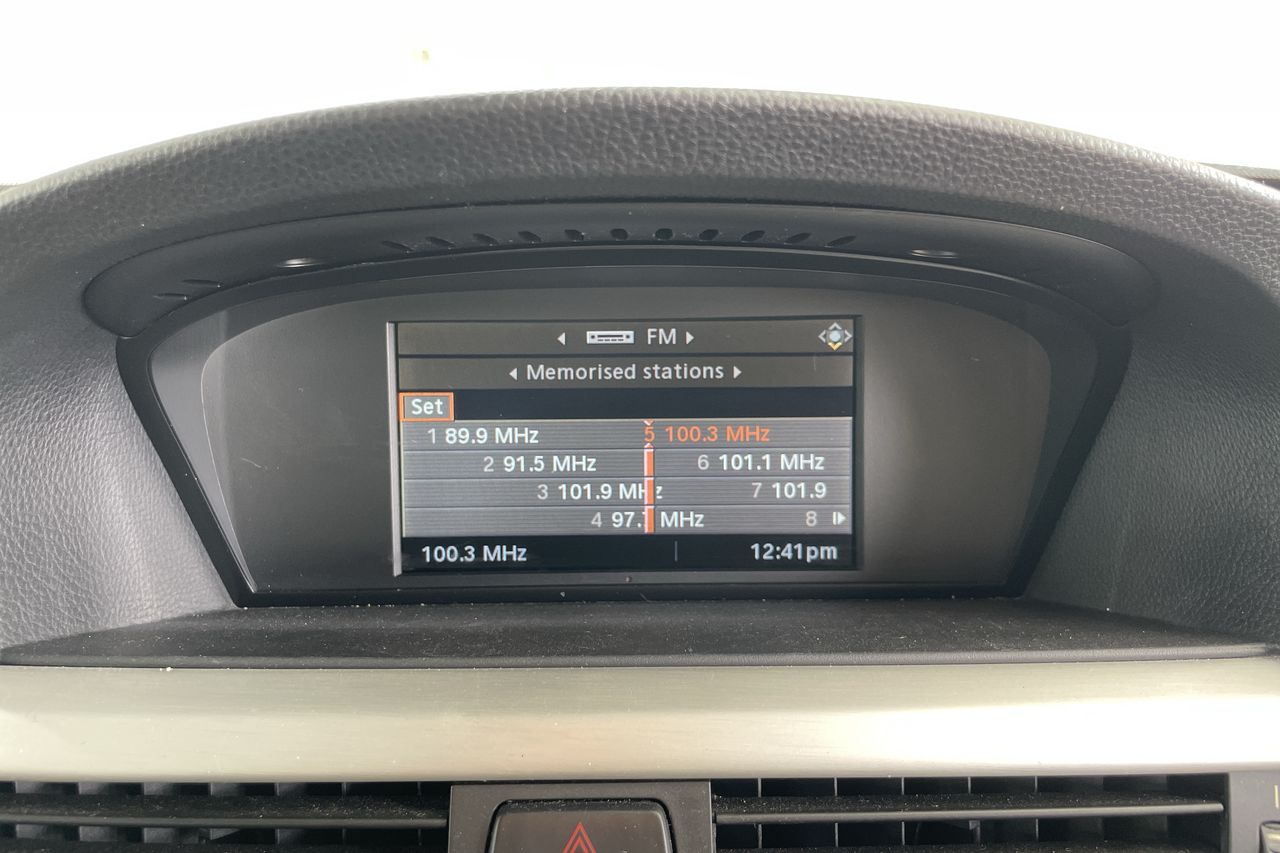 FM
Memorised stations
Set
1 89.9 MHz 5 100.3 MHz
2 91.5 MHz 6 101.1 MHz
3 101.9 MHz 7 101.9
4 97. MHz 8
100.3 MHz 12:41pm